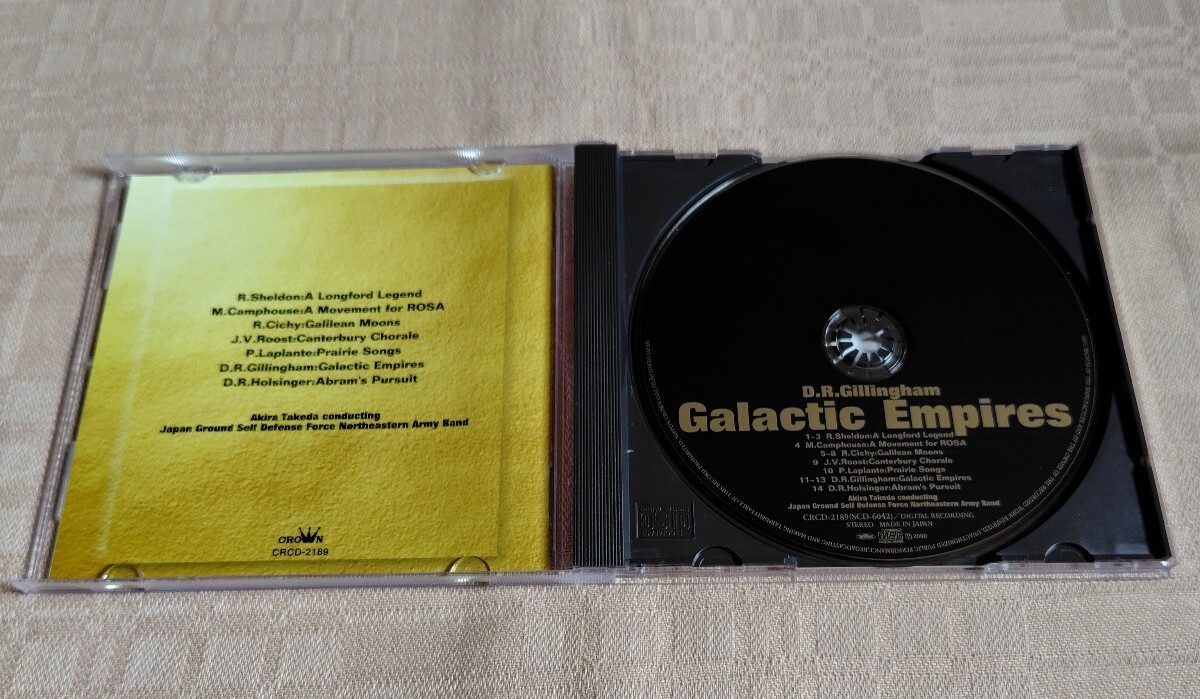 R.Sheldon:A Longford Legend
M.Camphouse:A Movement for ROSA
R.Cichy:Galilean Moons
J.V.Roost:Canterbury Chorale
P.Laplante:Prairie Songs
D.R.Gillingham:Galactic Empires
D.R.Holsinger:Abram's Pursuit
Akira Takeda conducting
Japan Ground Self Defense Force Northeastern Army Band
CROWN
CRCD-2189
D.R.Gillingham
Galactic Empires
1-3 R.Sheldon:A Longford Legend
4 M.Camphouse:A Movement for ROSA
5-8 R.Cichy:Galilean Moons
9 J.V.Roost:Canterbury Chorale
10 P.Laplante:Prairie Songs
11-13 D.R.Gillingham:Galactic Empires
14 D.R.Holsinger:Abram's Pursuit
Akira Takeda conducting
Japan Ground Self Defense Force Northeastern Army Band
CRCD-2189(SCD-6042)/DIGITAL RECORDING
STEREO MADE IN JAPAN
℗ 2000